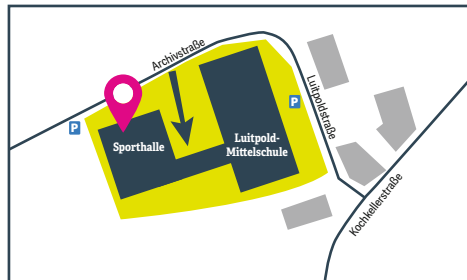 Archivstraße
Luitpoldstraße
P
P
Sporthalle
Luitpold-
Mittelschule
Kochkellerstraße